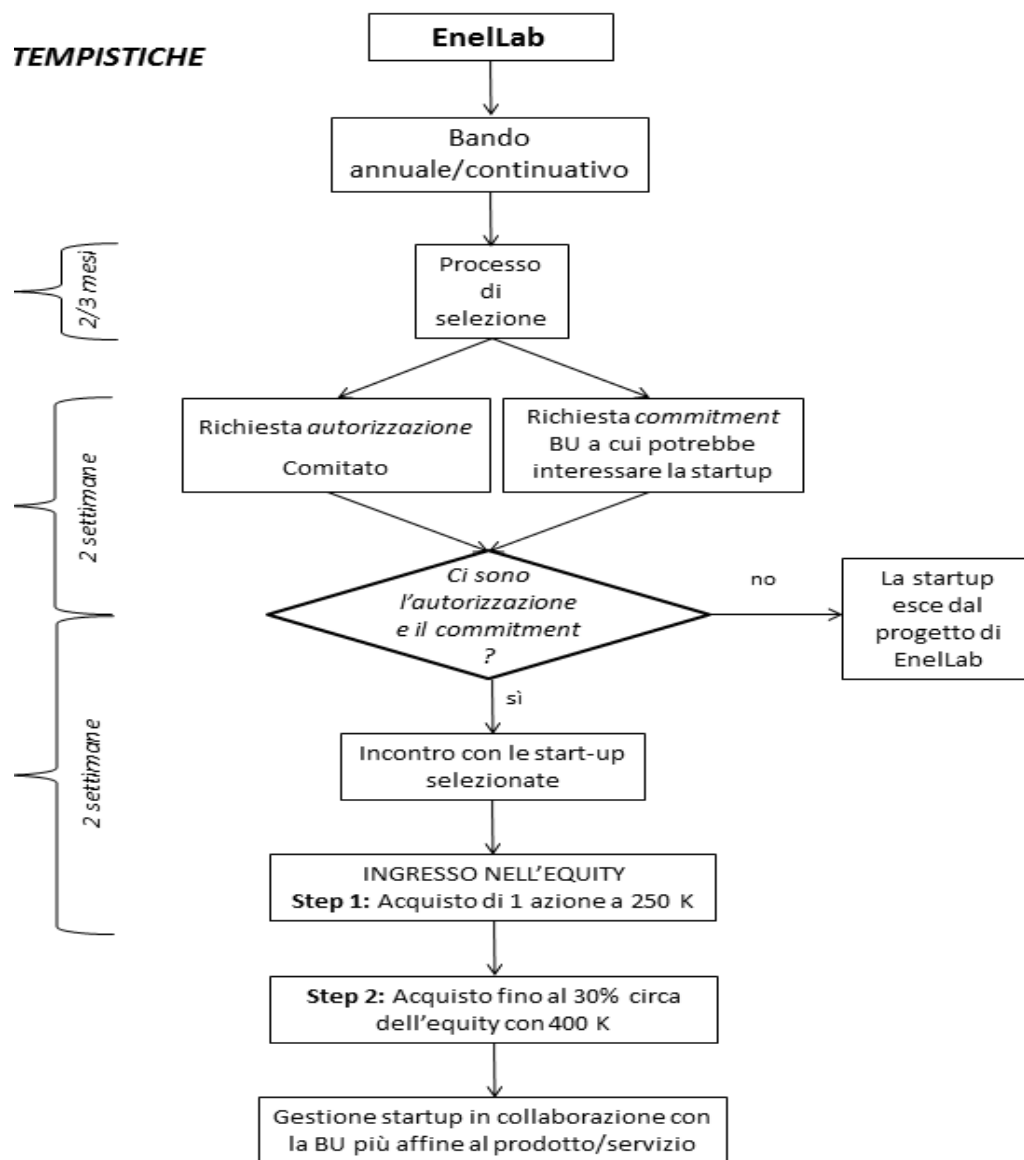 EnelLab
TEMPISTICHE
Bando
annuale/continuativo
2/3 mesi
Processo
di
selezione
2 settimane
Richiesta autorizzazione
Comitato
Richiesta commitment
BU a cui potrebbe
interessare la startup
Ci sono
l'autorizzazione
e il commitment
?
no
La startup
esce dal
progetto di
EnelLab
sì
2 settimane
Incontro con le start-up
selezionate
INGRESSO NELL'EQUITY
Step 1: Acquisto di 1 azione a 250 K
Step 2: Acquisto fino al 30% circa
dell'equity con 400 K
Gestione startup in collaborazione con
la BU più affine al prodotto/servizio